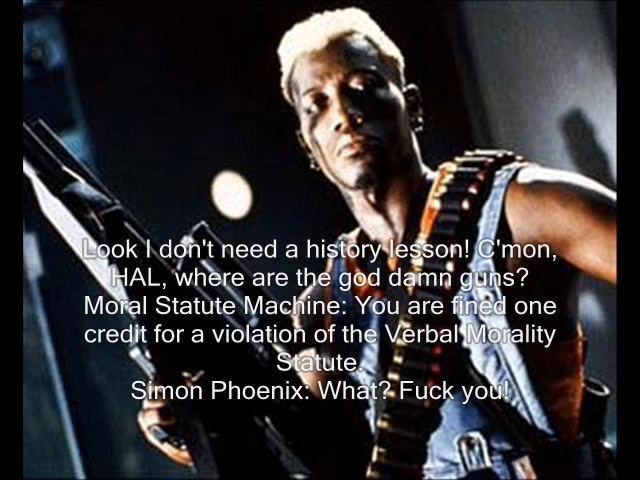 Look I don't need a history lesson! C'mon,
HAL, where are the god damn guns?
Moral Statute Machine: You are fined one
credit for a violation of the Verbal Morality
Statute.
Simon Phoenix: What? Fuck you!